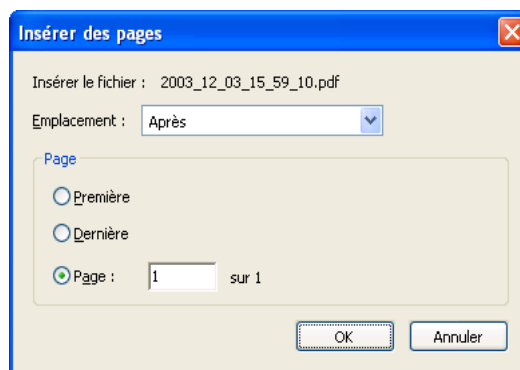 Insérer des pages
Insérer le fichier : 2003_12_03_15_59_10.pdf
Emplacement : Après
Page
Première
Dernière
Page : 1 sur 1
OK Annuler